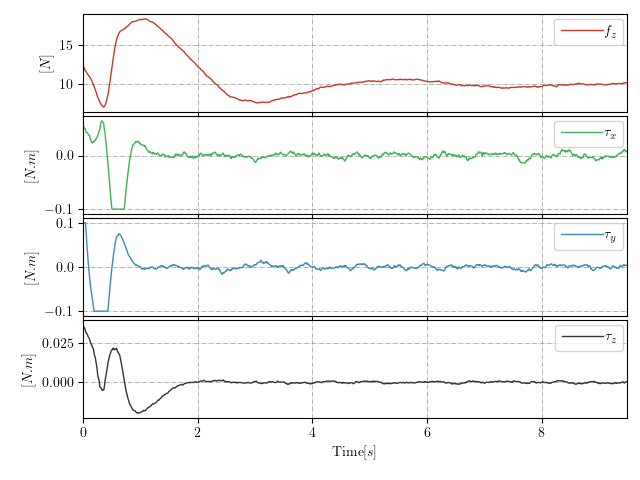 15
10
[N]
f_z
0.0
−0.1
[N.m]
τ_x
0.1
0.0
−0.1
[N.m]
τ_y
0.025
0.000
[N.m]
τ_z
0 2 4 6 8
Time[s]